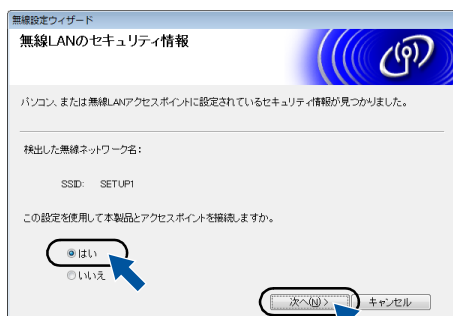 無線設定ウィザード
無線LANのセキュリティ情報
パソコン、または無線LANアクセスポイントに設定されているセキュリティ情報が見つかりました。
検出した無線ネットワーク名:
SSID: SETUP1
この設定を使用して本製品とアクセスポイントを接続しますか。
はい
いいえ
次へ(N) > キャンセル